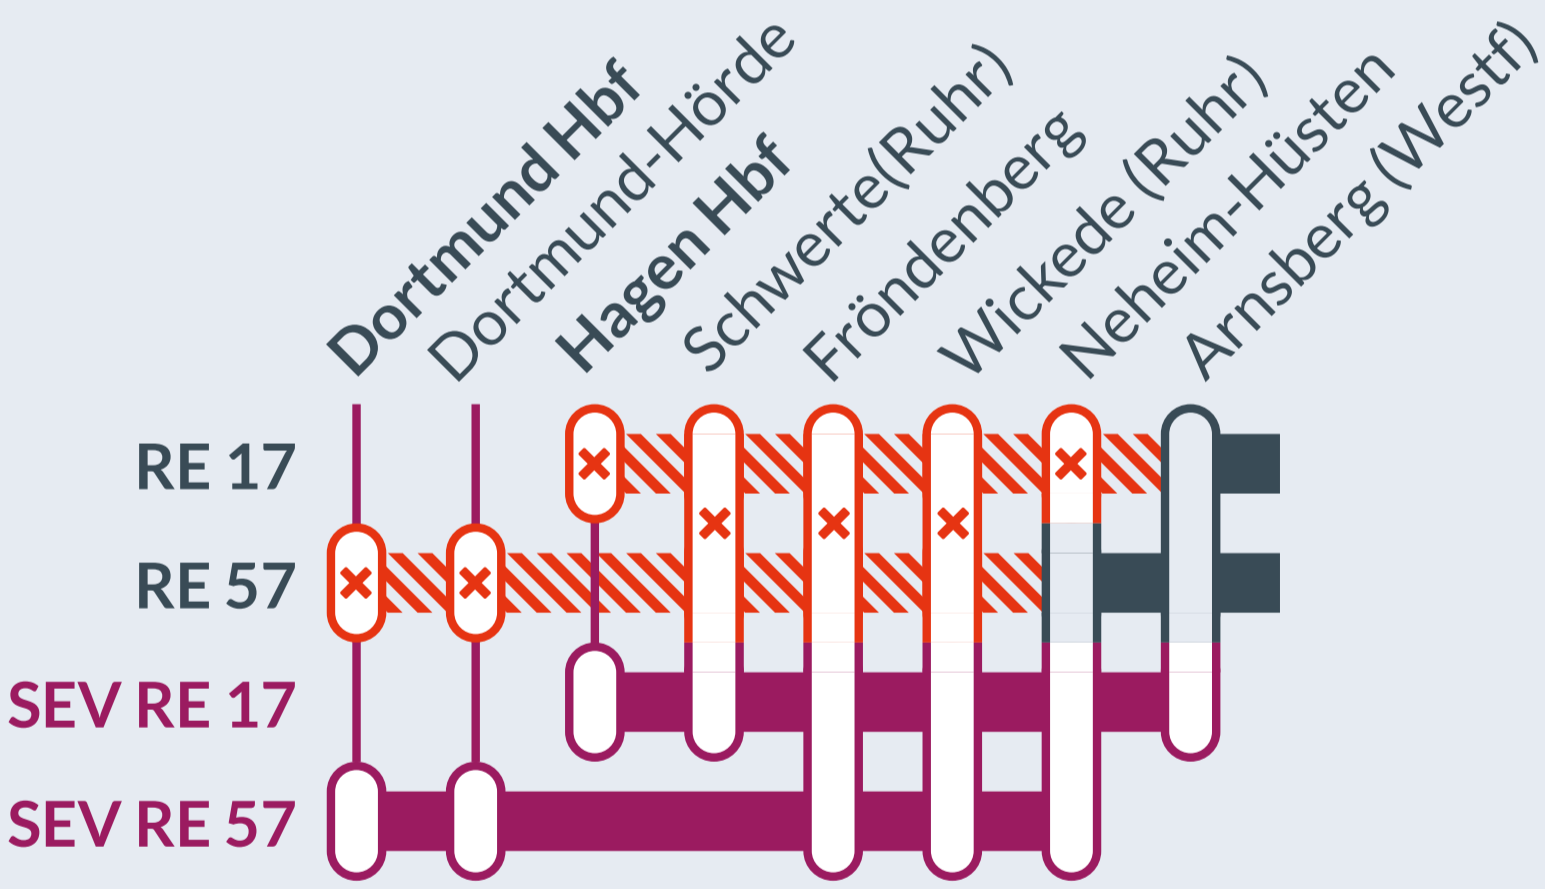 Dortmund Hbf
Dortmund-Hörde
Hagen Hbf
Schwerte(Ruhr)
Fröndenberg
Wickede (Ruhr)
Neheim-Hüsten
Arnsberg (Westf)
RE 17
RE 57
SEV RE 17
SEV RE 57